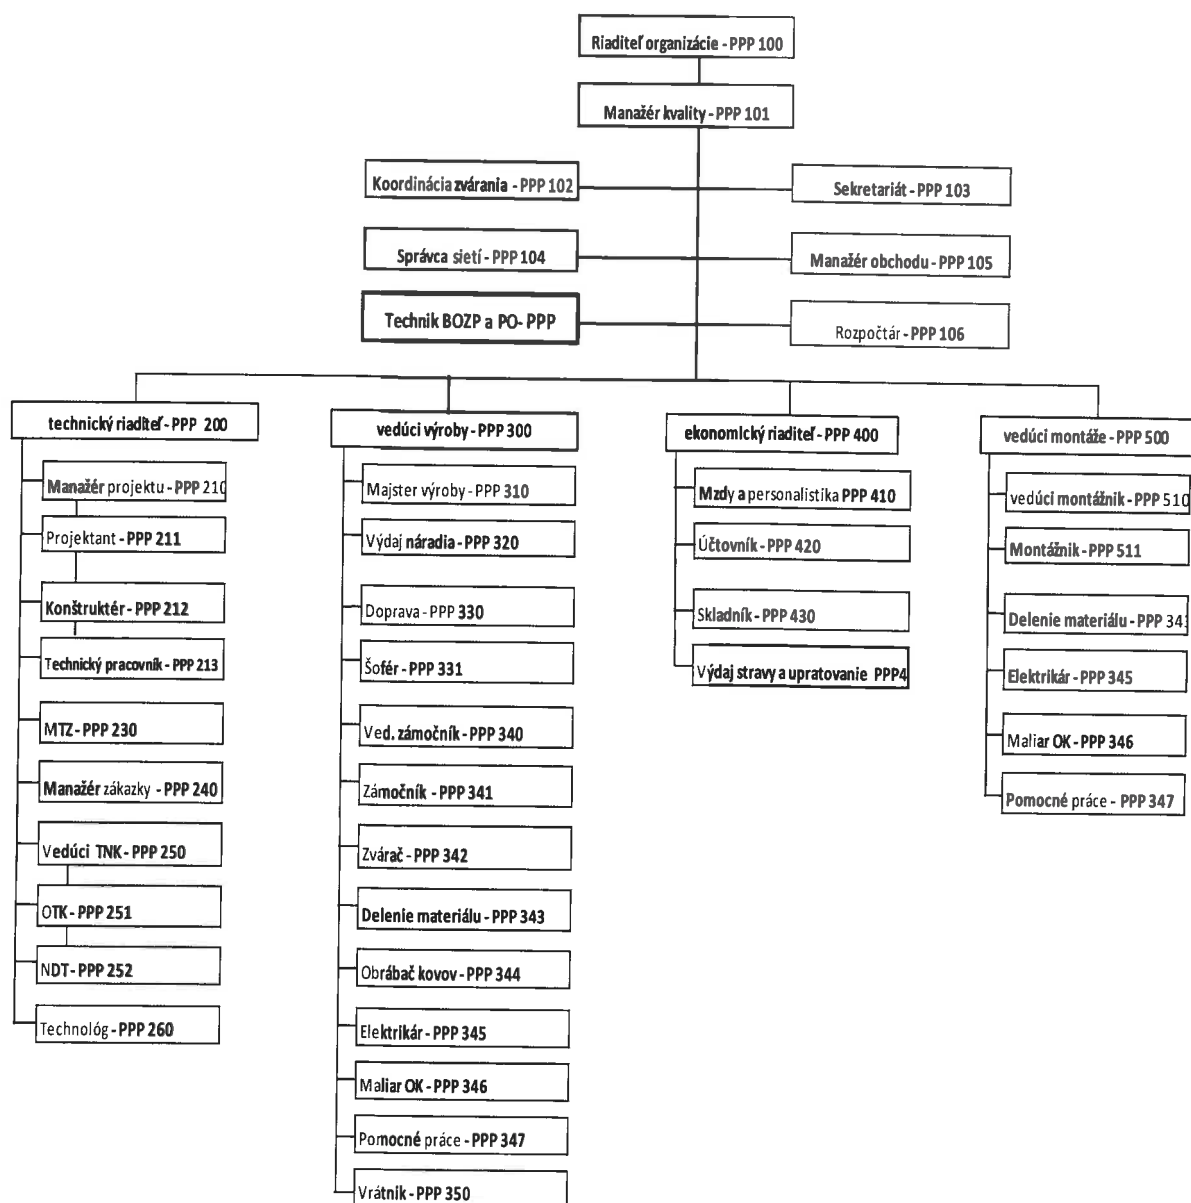 Riaditeľ organizácie - PPP 100
Manažér kvality - PPP 101
Koordinácia zvárania - PPP 102
Sekretariát - PPP 103
Správca sietí - PPP 104
Manažér obchodu - PPP 105
Technik BOZP a PO- PPP
Rozpočtár - PPP 106
technický riaditeľ - PPP 200
Manažér projektu - PPP 210
Projektant - PPP 211
Konštruktér - PPP 212
Technický pracovník - PPP 213
MTZ- PPP 230
Manažér zákazky - PPP 240
Vedúci TNK- PPP 250
OTK- PPP 251
NDT- PPP 252
Technológ - PPP 260
vedúci výroby - PPP 300
Majster výroby - PPP 310
Výdaj náradia - PPP 320
Doprava - PPP 330
Šofér - PPP 331
Ved. zámočník - PPP 340
Zámočník - PPP 341
Zvárač - PPP 342
Delenie materiálu - PPP 343
Obrábač kovov - PPP 344
Elektrikár - PPP 345
Maliar OK - PPP 346
Pomocné práce - PPP 347
Vrátnik - PPP 350
ekonomický riaditeľ - PPP 400
Mzdy a personalistika PPP 410
Účtovník - PPP 420
Skladník - PPP 430
Výdaj stravy a upratovanie PPP4
vedúci montáže - PPP 500
vedúci montážnik - PPP 510
Montážnik - PPP 511
Delenie materiálu - PPP 343
Elektrikár - PPP 345
Maliar OK - PPP 346
Pomocné práce - PPP 347